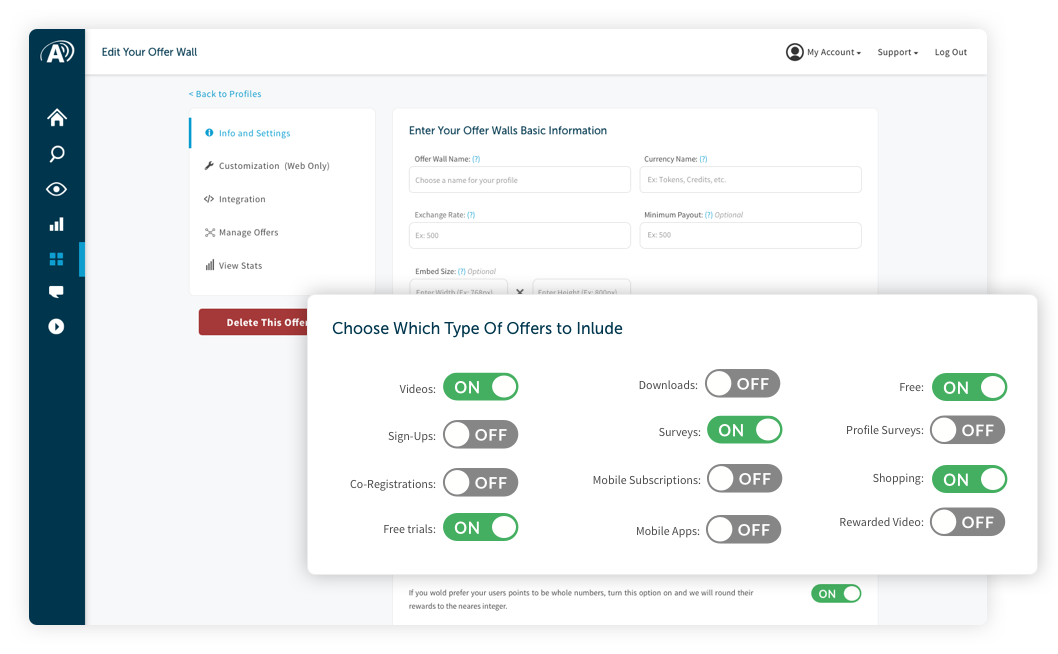 Edit Your Offer Wall
My Account
Support
Log Out
< Back to Profiles
Info and Settings
Customization (Web Only)
</> Integration
Manage Offers
View Stats
Delete This Offer
Enter Your Offer Walls Basic Information
Offer Wall Name: (?)
Currency Name: (?)
Choose a name for your profile
Ex: Tokens, Credits, etc.
Exchange Rate: (?)
Minimum Payout: (?) Optional
Ex: 500
Ex: 500
Embed Size: (?) Optional
Enter Width (Ex: 768px)
Enter Height (Ex: 800px)
Choose Which Type Of Offers to Inlude
Videos: ON
Downloads: OFF
Free: ON
Sign-Ups: OFF
Surveys: ON
Profile Surveys: OFF
Co-Registrations: OFF
Mobile Subscriptions: OFF
Shopping: ON
Free trials: ON
Mobile Apps: OFF
Rewarded Video: OFF
If you wold prefer your users points to be whole numbers, turn this option on and we will round their
rewards to the neares integer.
ON